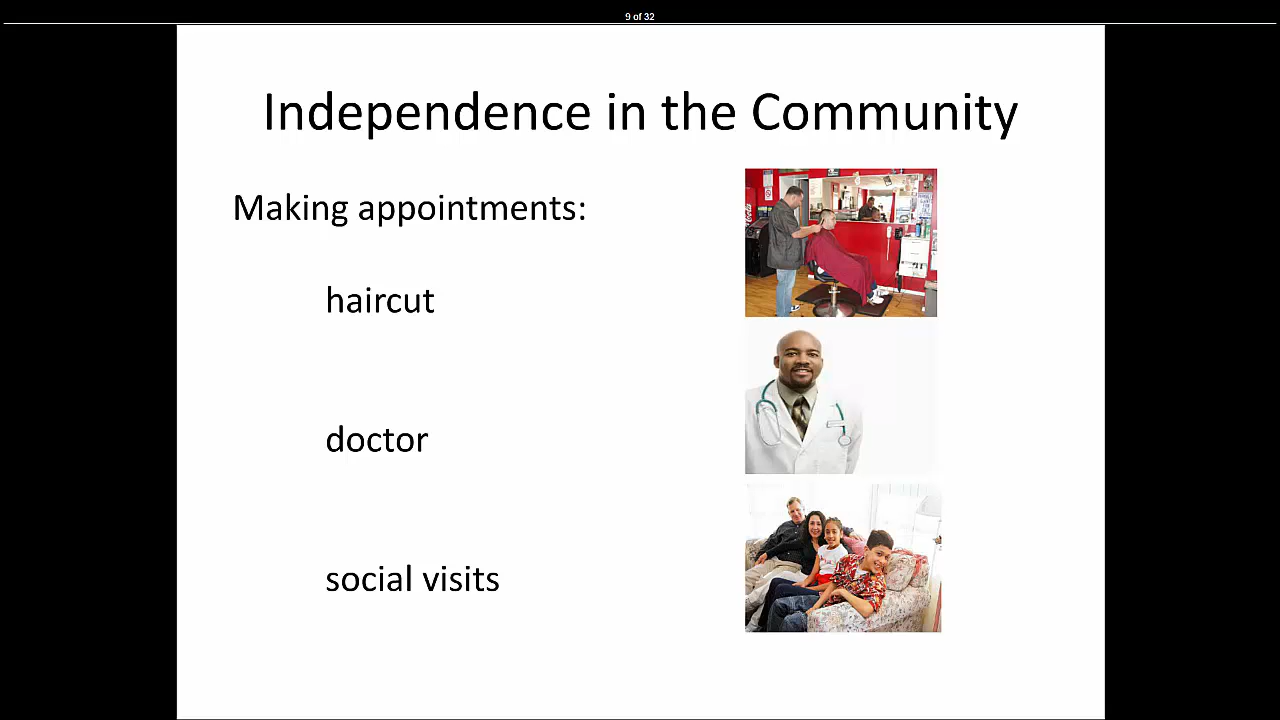 9 of 32
Independence in the Community
Making appointments:
haircut
doctor
social visits